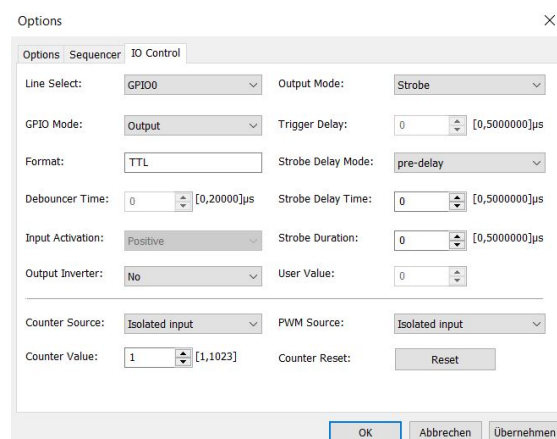 Options
Options Sequencer IO Control
Line Select: GPIO0 Output Mode: Strobe
GPIO Mode: Output Trigger Delay: 0 [0,5000000]µs
Format: TTL Strobe Delay Mode: pre-delay
Debouncer Time: 0 [0,20000]µs Strobe Delay Time: 0 [0,5000000]µs
Input Activation: Positive Strobe Duration: 0 [0,5000000]µs
Output Inverter: No User Value: 0
Counter Source: Isolated input PWM Source: Isolated input
Counter Value: 1 [1,1023] Counter Reset: Reset
OK Abbrechen Übernehmen